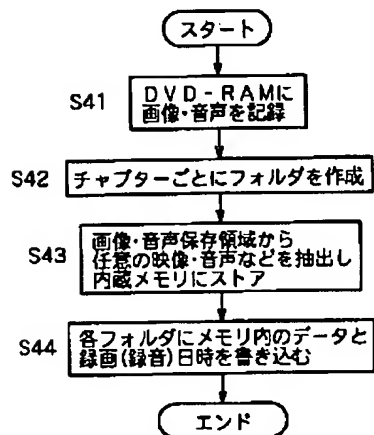 スタート
S41
DVD-RAMに
画像・音声を記録
S42
チャプターごとにフォルダを作成
S43
画像・音声保存領域から
任意の映像・音声などを抽出し
内蔵メモリにストア
S44
各フォルダにメモリ内のデータと
録画(録音)日時を書き込む
エンド